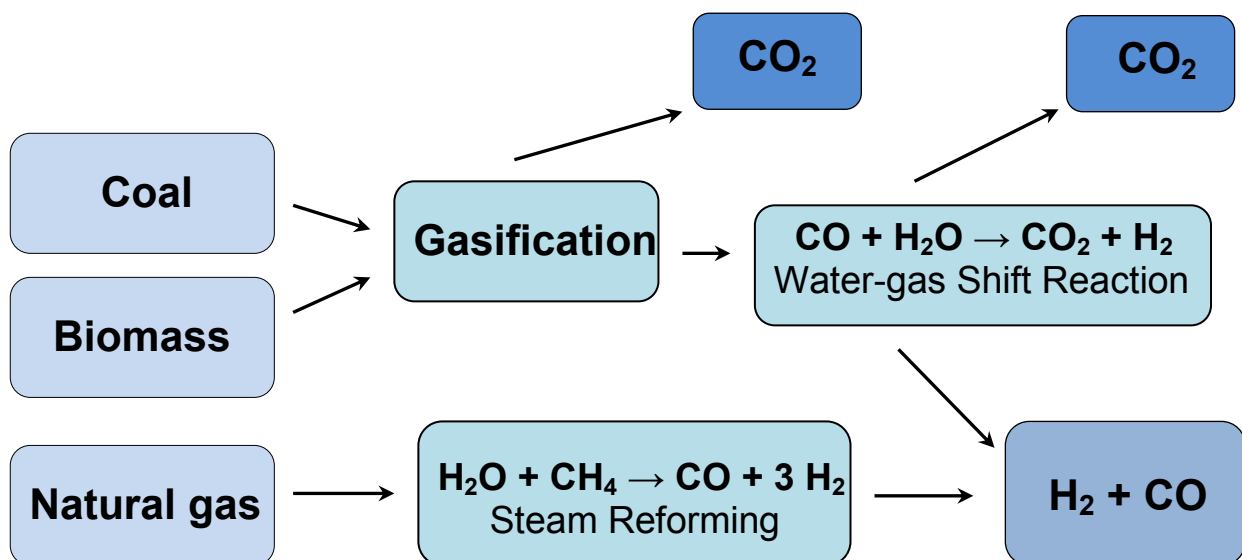 CO₂
CO₂
Coal
Gasification
CO + H₂O → CO₂ + H₂
Water-gas Shift Reaction
Biomass
Natural gas
H₂O + CH₄ → CO + 3 H₂
Steam Reforming
H₂ + CO